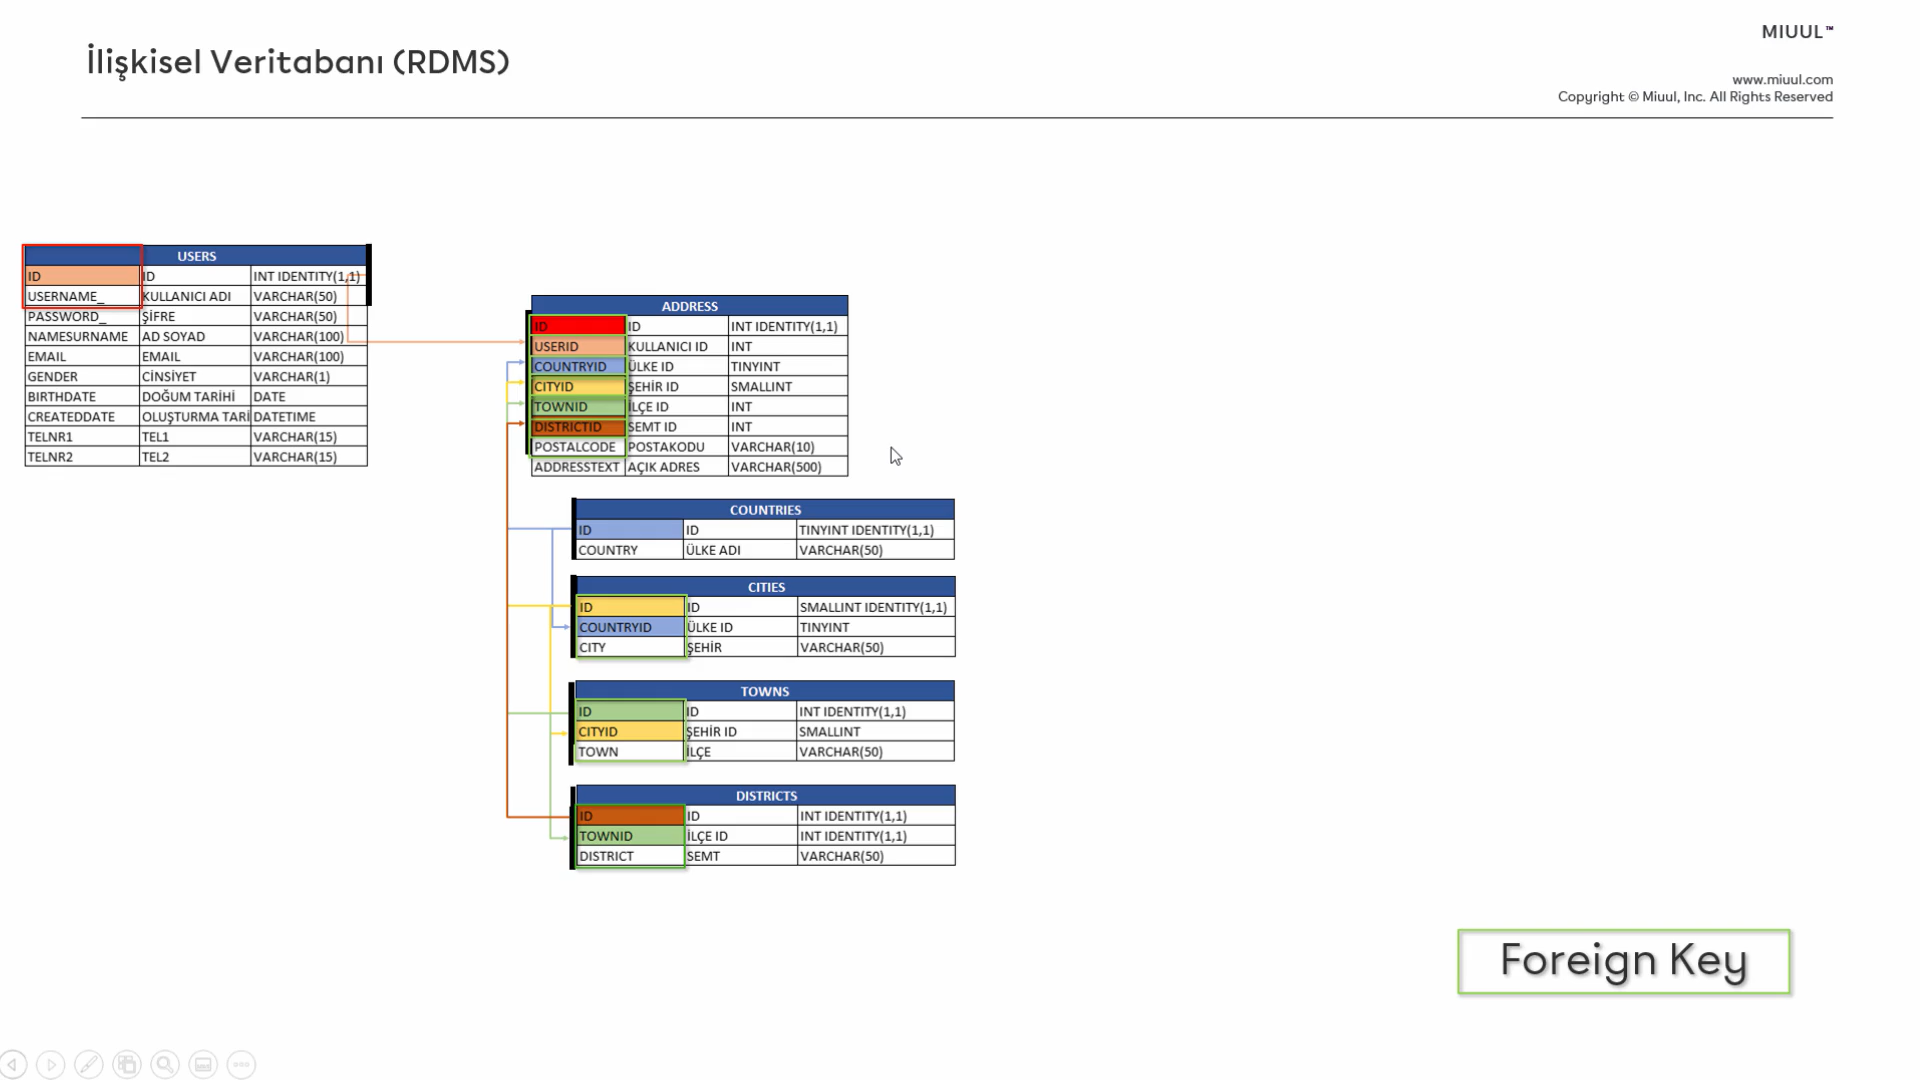 MIUUL™
İlişkisel Veritabanı (RDMS)
www.miuul.com
Copyright © Miuul, Inc. All Rights Reserved
USERS
ID ID INT IDENTITY(1,1)
USERNAME_ KULLANICI ADI VARCHAR(50)
PASSWORD_ ŞİFRE VARCHAR(50)
NAMESURNAME AD SOYAD VARCHAR(100)
EMAIL EMAIL VARCHAR(100)
GENDER CİNSİYET VARCHAR(1)
BIRTHDATE DOĞUM TARİHİ DATE
CREATEDDATE OLUŞTURMA TARİ DATETIME
TELNR1 TEL1 VARCHAR(15)
TELNR2 TEL2 VARCHAR(15)
ADDRESS
ID ID INT IDENTITY(1,1)
USERID KULLANICI ID INT
COUNTRYID ÜLKE ID TINYINT
CITYID ŞEHİR ID SMALLINT
TOWNID İLÇE ID INT
DISTRICTID SEMT ID INT
POSTALCODE POSTAKODU VARCHAR(10)
ADDRESSTEXT AÇIK ADRES VARCHAR(500)
COUNTRIES
ID ID TINYINT IDENTITY(1,1)
COUNTRY ÜLKE ADI VARCHAR(50)
CITIES
ID ID SMALLINT IDENTITY(1,1)
COUNTRYID ÜLKE ID TINYINT
CITY ŞEHİR VARCHAR(50)
TOWNS
ID ID INT IDENTITY(1,1)
CITYID ŞEHİR ID SMALLINT
TOWN İLÇE VARCHAR(50)
DISTRICTS
ID ID INT IDENTITY(1,1)
TOWNID İLÇE ID INT IDENTITY(1,1)
DISTRICT SEMT VARCHAR(50)
Foreign Key